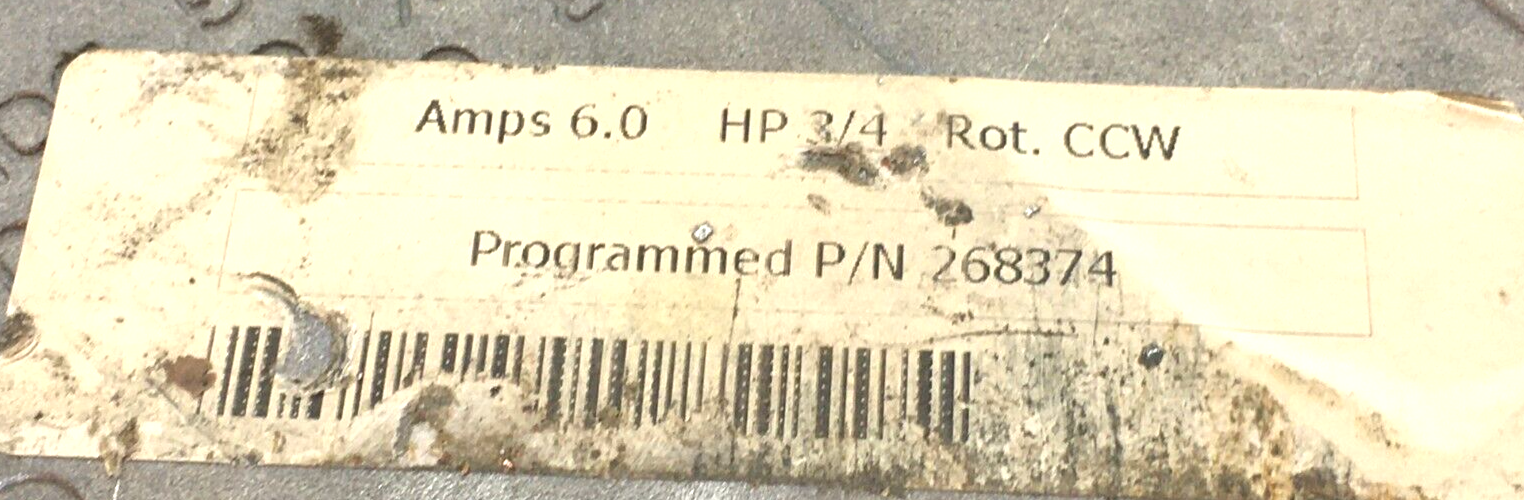 Amps 6.0 HP 3/4 Rot. CCW
Programmed P/N 268374